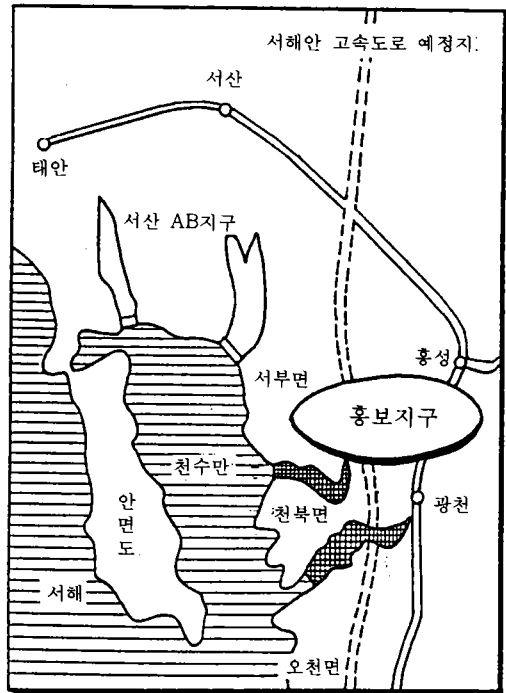 서해안 고속도로 예정지
서산
태안
서산 AB지구
홍성
서부면
홍보지구
천수만
안면도
천북면
광천
서해
오천면